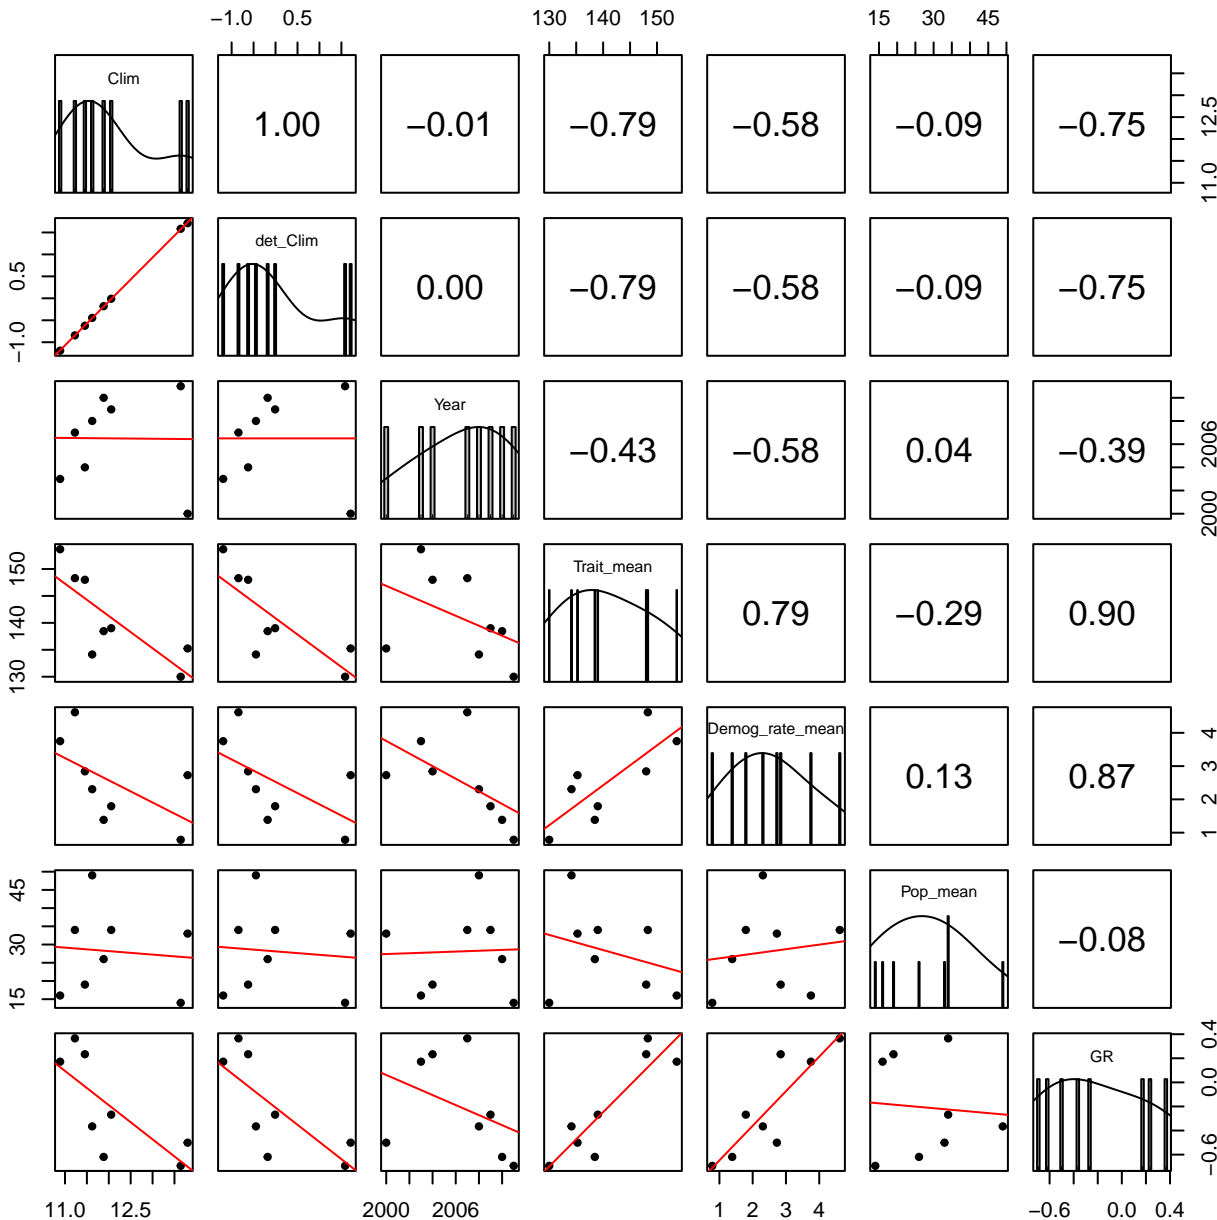 −1.0 0.5 130 140 150 15 30 45
Clim 1.00 −0.01 −0.79 −0.58 −0.09 −0.75 11.0 12.5
−1.0 0.5 det_Clim 0.00 −0.79 −0.58 −0.09 −0.75
Year −0.43 −0.58 0.04 −0.39 2000 2006
130 140 150 Trait_mean 0.79 −0.29 0.90
Demog_rate_mean 0.13 0.87 1 2 3 4
15 30 45 Pop_mean −0.08
GR −0.6 0.0 0.4
11.0 12.5 2000 2006 1 2 3 4 −0.6 0.0 0.4